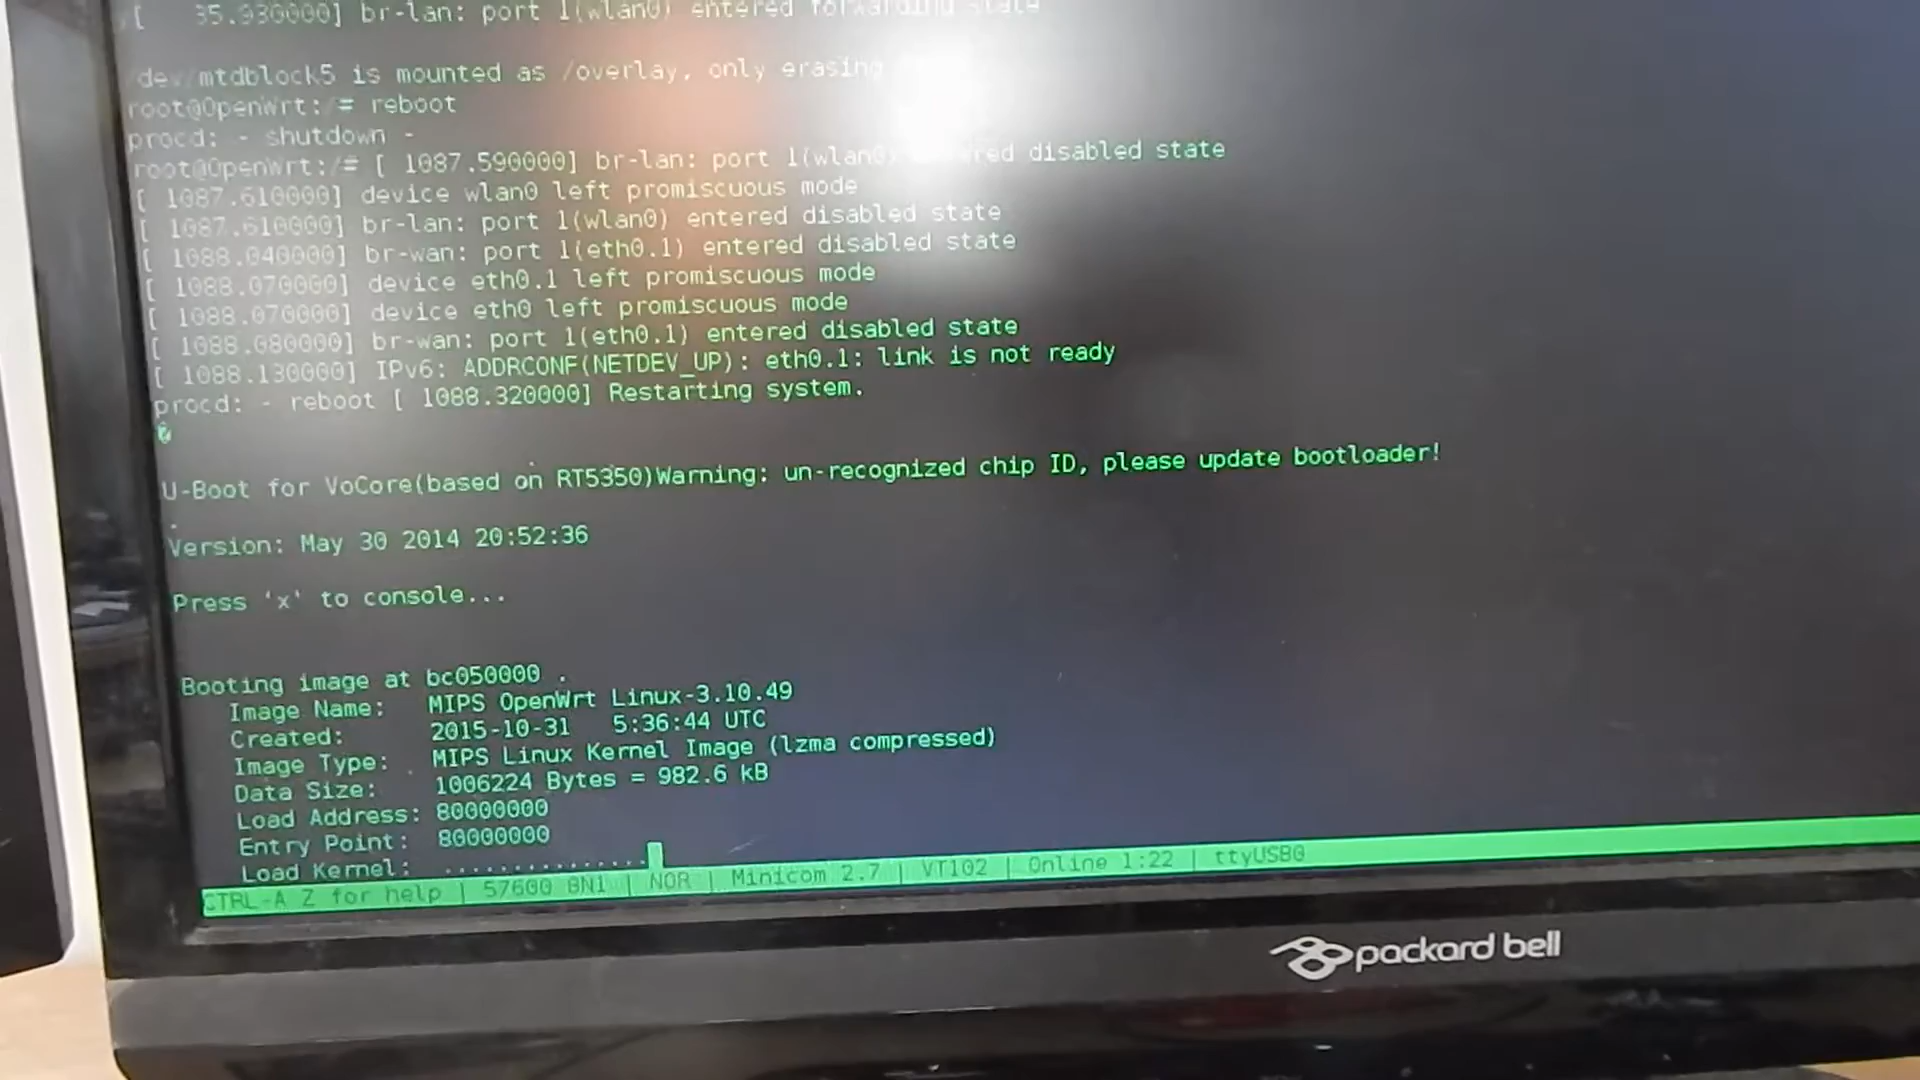 [ 35.930000] br-lan: port 1(wlan0) entered forwarding state
/dev/mtdblock5 is mounted as /overlay, only erasing
root@OpenWrt:/# reboot
procd: - shutdown -
root@OpenWrt:/# [ 1087.590000] br-lan: port 1(wlan0) entered disabled state
[ 1087.610000] device wlan0 left promiscuous mode
[ 1087.610000] br-lan: port 1(wlan0) entered disabled state
[ 1088.040000] br-wan: port 1(eth0.1) entered disabled state
[ 1088.070000] device eth0.1 left promiscuous mode
[ 1088.070000] device eth0 left promiscuous mode
[ 1088.080000] br-wan: port 1(eth0.1) entered disabled state
[ 1088.130000] IPv6: ADDRCONF(NETDEV_UP): eth0.1: link is not ready
procd: - reboot [ 1088.320000] Restarting system.
U-Boot for VoCore(based on RT5350)Warning: un-recognized chip ID, please update bootloader!
.
Version: May 30 2014 20:52:36
Press 'x' to console...
Booting image at bc050000 .
Image Name: MIPS OpenWrt Linux-3.10.49
Created: 2015-10-31 5:36:44 UTC
Image Type: MIPS Linux Kernel Image (lzma compressed)
Data Size: 1006224 Bytes = 982.6 kB
Load Address: 80000000
Entry Point: 80000000
Load Kernel: ..............
CTRL-A Z for help | 57600 8N1 | NOR | Minicom 2.7 | VT102 | Online 1:22 | ttyUSB0
packard bell